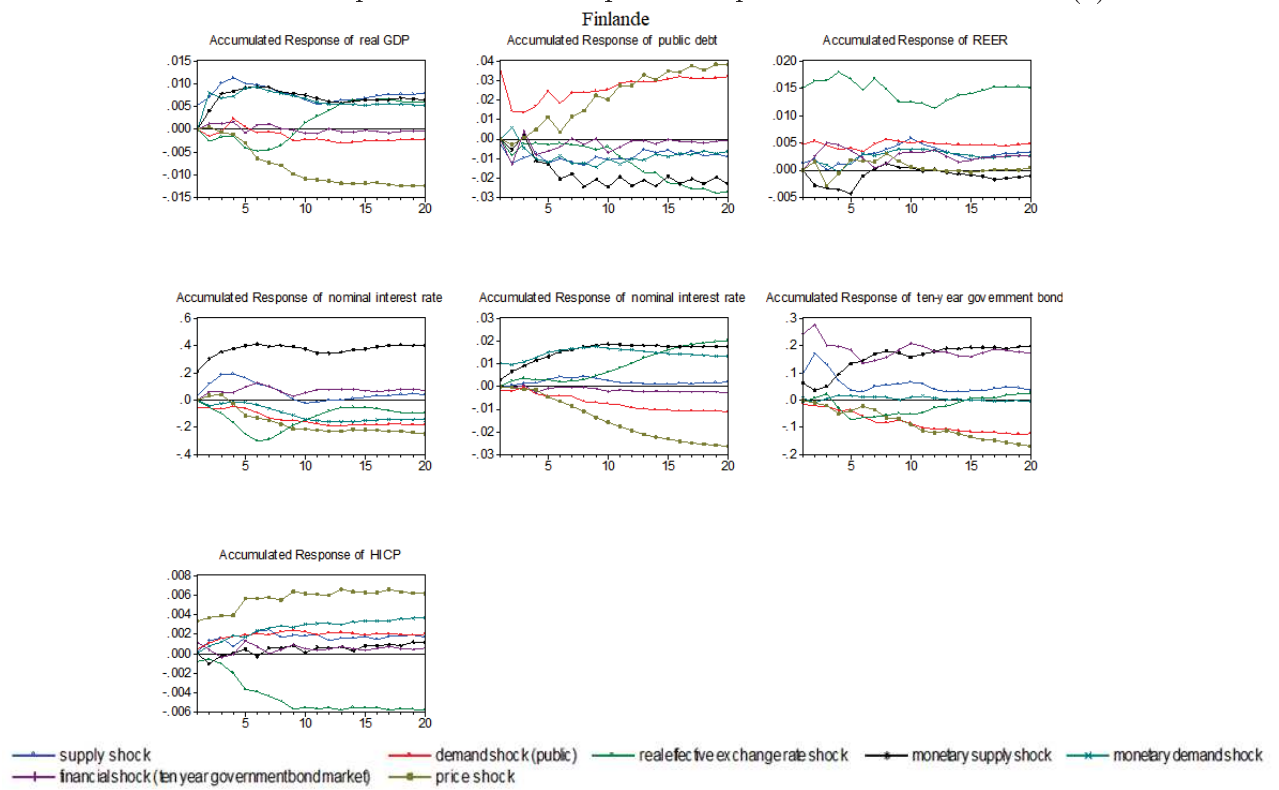 Finlande
Accumulated Response of real GDP
Accumulated Response of public debt
Accumulated Response of REER
.015
.010
.005
.000
-.005
-.010
-.015
5 10 15 20
.04
.03
.02
.01
.00
-.01
-.02
-.03
5 10 15 20
.020
.015
.010
.005
.000
-.005
5 10 15 20
Accumulated Response of nominal interest rate
Accumulated Response of nominal interest rate
Accumulated Response of ten-year government bond
.6
.4
.2
.0
-.2
-.4
5 10 15 20
.03
.02
.01
.00
-.01
-.02
-.03
5 10 15 20
.3
.2
.1
.0
-.1
-.2
5 10 15 20
Accumulated Response of HICP
.008
.006
.004
.002
.000
-.002
-.004
-.006
5 10 15 20
supply shock demand shock (public) real effective exchange rate shock monetary supply shock monetary demand shock
financial shock (ten year government bond market) price shock